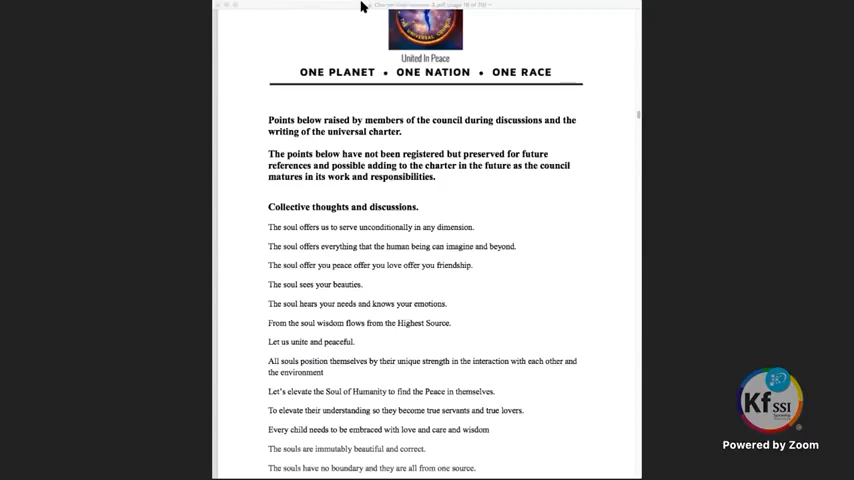 THE UNIVERSAL COUNCIL
United In Peace
ONE PLANET • ONE NATION • ONE RACE
Points below raised by members of the council during discussions and the
writing of the universal charter.
The points below have not been registered but preserved for future
references and possible adding to the charter in the future as the council
matures in its work and responsibilities.
Collective thoughts and discussions.
The soul offers us to serve unconditionally in any dimension.
The soul offers everything that the human being can imagine and beyond.
The soul offer you peace offer you love offer you friendship.
The soul sees your beauties.
The soul hears your needs and knows your emotions.
From the soul wisdom flows from the Highest Source.
Let us unite and peaceful.
All souls position themselves by their unique strength in the interaction with each other and
the environment
Let's elevate the Soul of Humanity to find the Peace in themselves.
To elevate their understanding so they become true servants and true lovers.
Every child needs to be embraced with love and care and wisdom
The souls are immutably beautiful and correct.
The souls have no boundary and they are all from one source.
Kf SSI
Powered by Zoom